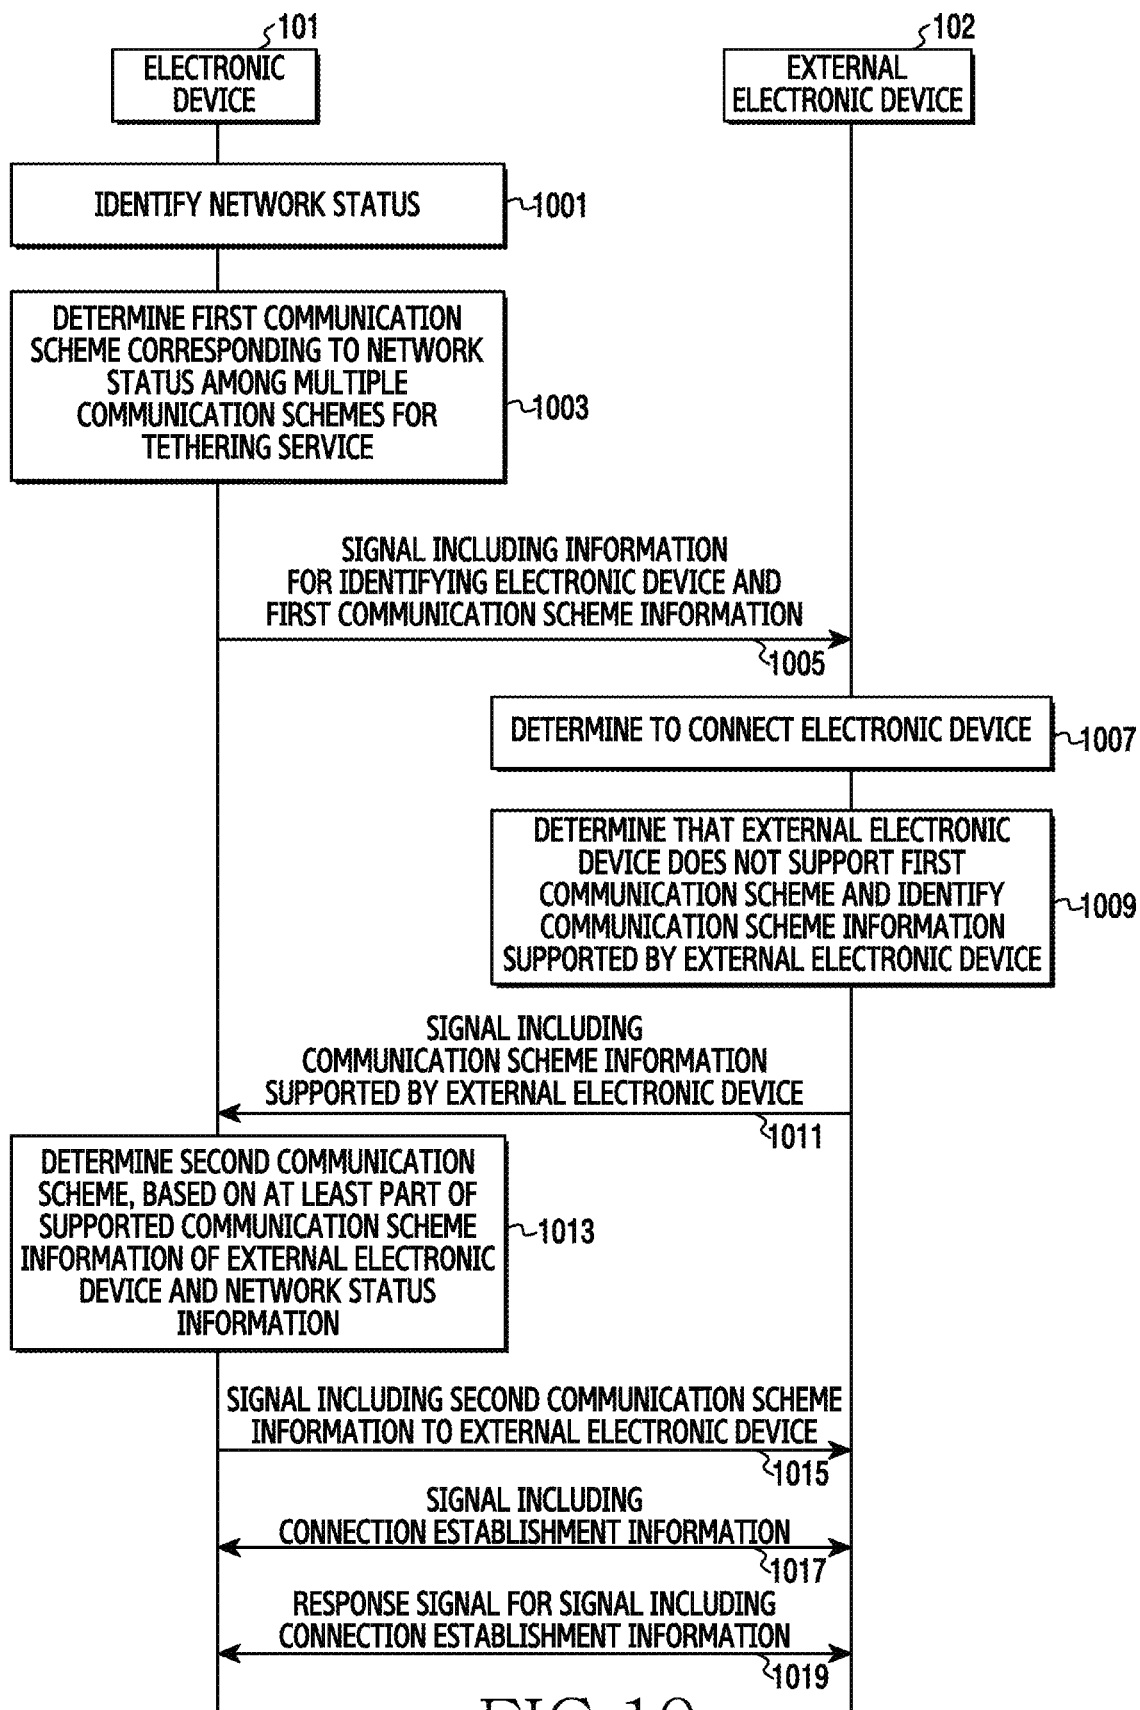 101
102
ELECTRONIC
DEVICE
EXTERNAL
ELECTRONIC DEVICE
IDENTIFY NETWORK STATUS
1001
DETERMINE FIRST COMMUNICATION
SCHEME CORRESPONDING TO NETWORK
STATUS AMONG MULTIPLE
COMMUNICATION SCHEMES FOR
TETHERING SERVICE
1003
SIGNAL INCLUDING INFORMATION
FOR IDENTIFYING ELECTRONIC DEVICE AND
FIRST COMMUNICATION SCHEME INFORMATION
1005
DETERMINE TO CONNECT ELECTRONIC DEVICE
1007
DETERMINE THAT EXTERNAL ELECTRONIC
DEVICE DOES NOT SUPPORT FIRST
COMMUNICATION SCHEME AND IDENTIFY
COMMUNICATION SCHEME INFORMATION
SUPPORTED BY EXTERNAL ELECTRONIC DEVICE
1009
SIGNAL INCLUDING
COMMUNICATION SCHEME INFORMATION
SUPPORTED BY EXTERNAL ELECTRONIC DEVICE
1011
DETERMINE SECOND COMMUNICATION
SCHEME, BASED ON AT LEAST PART OF
SUPPORTED COMMUNICATION SCHEME
INFORMATION OF EXTERNAL ELECTRONIC
DEVICE AND NETWORK STATUS
INFORMATION
1013
SIGNAL INCLUDING SECOND COMMUNICATION SCHEME
INFORMATION TO EXTERNAL ELECTRONIC DEVICE
1015
SIGNAL INCLUDING
CONNECTION ESTABLISHMENT INFORMATION
1017
RESPONSE SIGNAL FOR SIGNAL INCLUDING
CONNECTION ESTABLISHMENT INFORMATION
1019